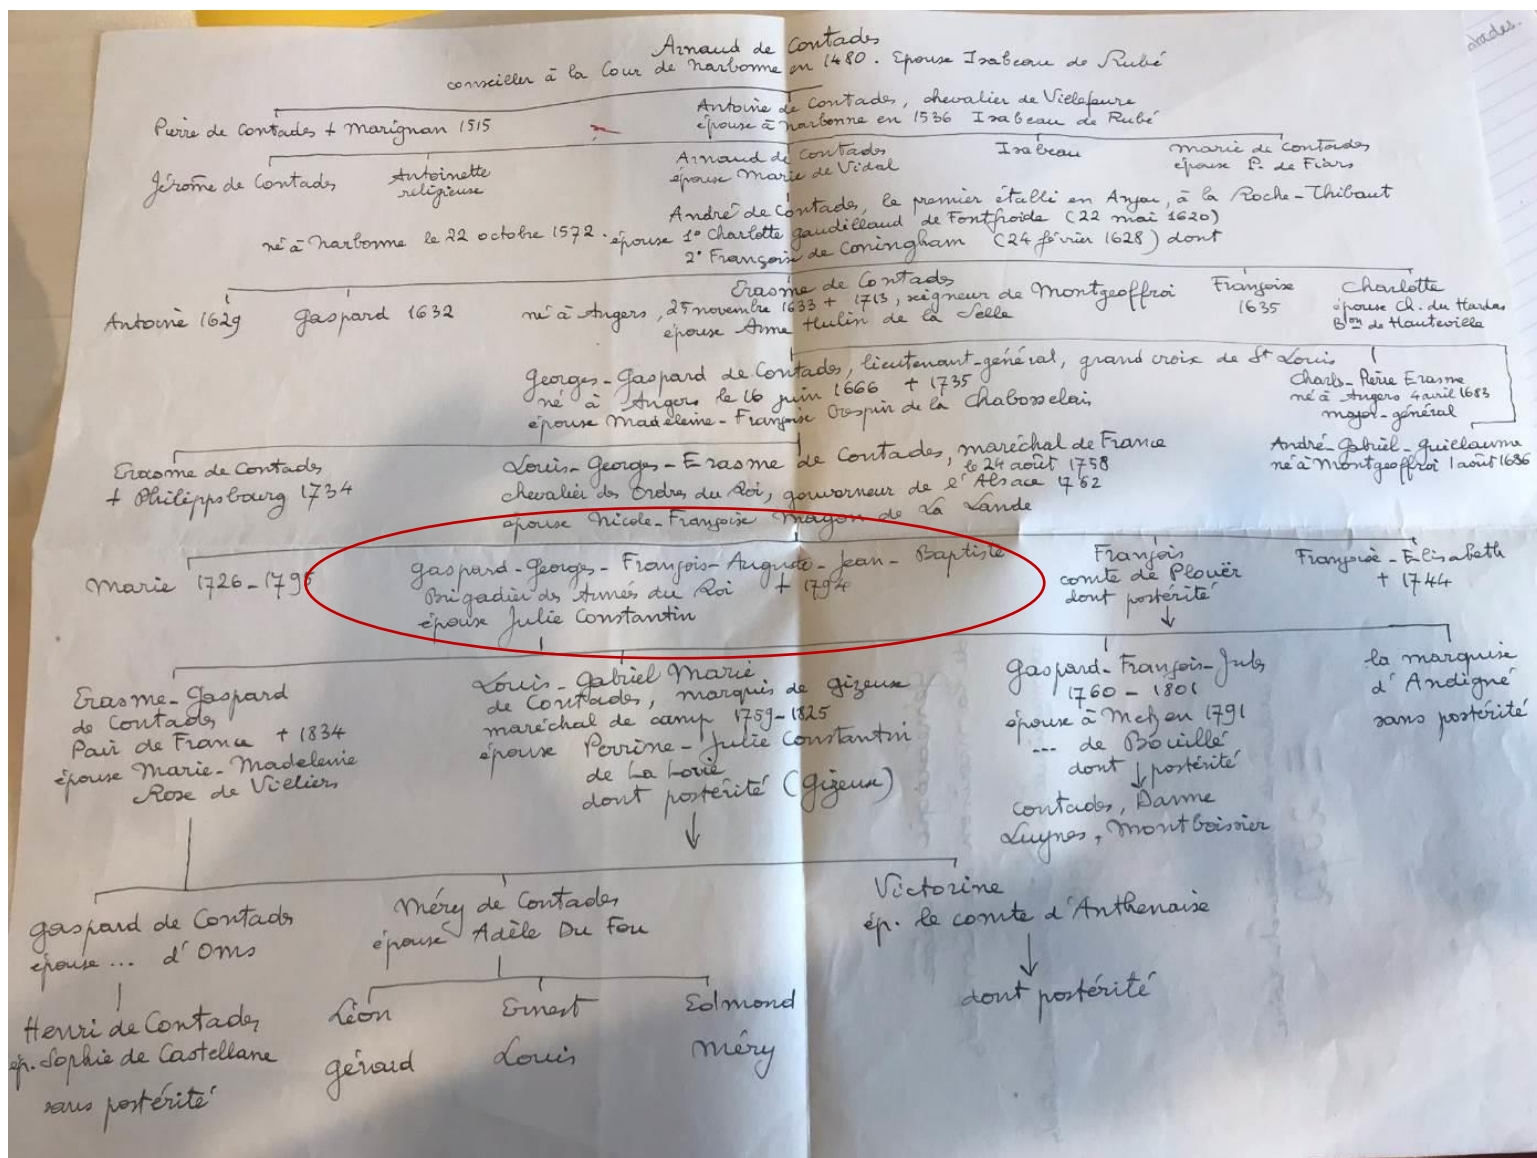 Contades.
Arnaud de Contades
conseiller à la Cour de Narbonne en 1480. Epouse Isabeau de Rubé
Pierre de Contades + Marignan 1515
Antoine de Contades, chevalier de Villefeure
épouse à Narbonne en 1536 Isabeau de Rubé
Jérôme de Contades
Antoinette
religieuse
Arnaud de Contades
épouse Marie de Vidal
Isabeau
Marie de Contades
épouse P. de Fiars
André de Contades, le premier établi en Anjou, à la Roche-Thibaut
né à Narbonne le 22 octobre 1572. épouse 1° Charlotte Gaudillaud de Fontfroide (22 mai 1620)
2° Françoise de Coningham (24 février 1628) dont
Antoine 1629
Gaspard 1632
Erasme de Contades
né à Angers, 25 novembre 1633 + 1713, seigneur de Montgeoffroi
épouse Anne Hulin de la Selle
Françoise
1635
Charlotte
épouse Ch. du Hardas
Bon de Hauteville
Georges-Gaspard de Contades, lieutenant-général, grand croix de St Louis
né à Angers le 16 juin 1666 + 1735
épouse Madeleine-Françoise Crespin de la Chabosselais
Charls-Pierre Erasme
né à Angers 4 avril 1683
major-général
André-Gabriel-Guillaume
né à Montgeoffroi 1 août 1686
Erasme de Contades
+ Philippsbourg 1734
Louis-Georges-Erasme de Contades, maréchal de France
le 24 août 1758
chevalier des Ordres du Roi, gouverneur de l'Alsace 1762
épouse Nicole-Françoise Magon de La Lande
Marie 1726-1795
Gaspard-Georges-François-Auguste-Jean-Baptiste
Brigadier des Armés du Roi + 1794
épouse Julie Constantin
François
comte de Plouër
dont postérité
Françoise-Élisabeth
+ 1744
Erasme-Gaspard
de Contades
Pair de France + 1834
épouse Marie-Madeleine
Rose de Villiers
Louis-Gabriel Marie
de Contades, marquis de Gizeux
maréchal de camp 1759-1825
épouse Perrine-Julie Constantin
de La Lorie
dont postérité (Gizeux)
Gaspard-François-Jules
1760-1801
épouse à Metz en 1791
... de Bouillé
dont postérité
Contades, Darme
Luynes, Montboissier
la marquise
d'Andigné
sans postérité
Gaspard de Contades
épouse ... d'Oms
Méry de Contades
épouse Adèle Du Fou
Victorine
ép. le comte d'Anthenaise
dont postérité
Henri de Contades
ép. Sophie de Castellane
sans postérité
Léon
Ernest
Edmond
Gérard
Louis
Méry